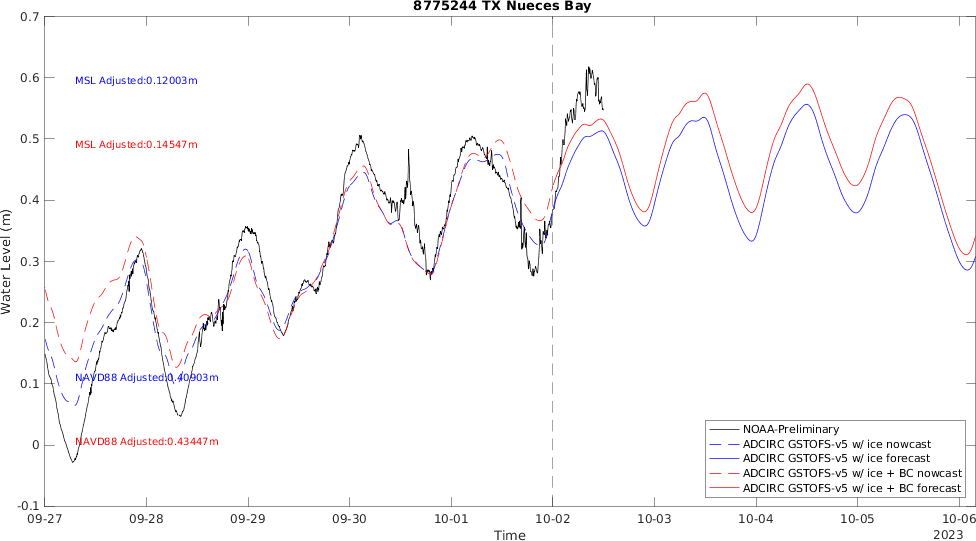 8775244 TX Nueces Bay
0.7
0.6
0.5
0.4
0.3
0.2
0.1
0
-0.1
Water Level (m)
MSL Adjusted:0.12003m
MSL Adjusted:0.14547m
NAVD88 Adjusted:0.40903m
NAVD88 Adjusted:0.43447m
NOAA-Preliminary
ADCIRC GSTOFS-v5 w/ ice nowcast
ADCIRC GSTOFS-v5 w/ ice forecast
ADCIRC GSTOFS-v5 w/ ice + BC nowcast
ADCIRC GSTOFS-v5 w/ ice + BC forecast
09-27 09-28 09-29 09-30 10-01 10-02 10-03 10-04 10-05 10-06
Time
2023